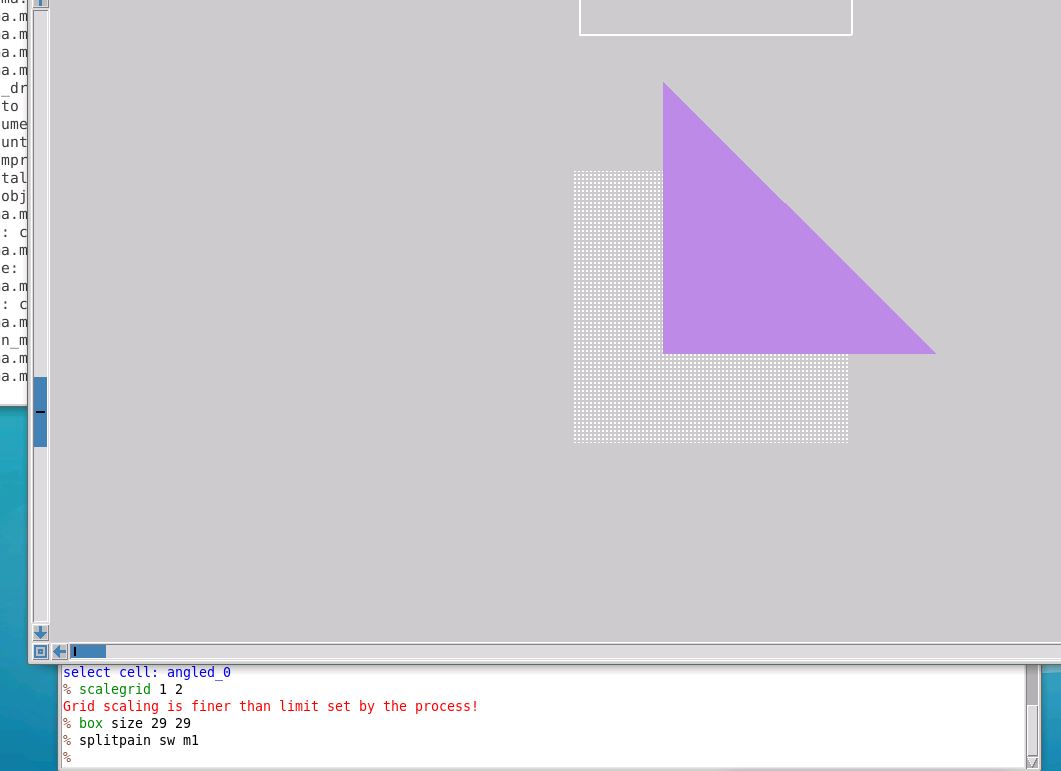 a.m
a.m
a.m
a.m
_dr
to
ume
unt
mpr
tal
obj
a.m
: c
a.m
e:
a.m
: c
a.m
n_m
a.m
a.m
select cell: angled_0
% scalegrid 1 2
Grid scaling is finer than limit set by the process!
% box size 29 29
% splitpain sw m1
%